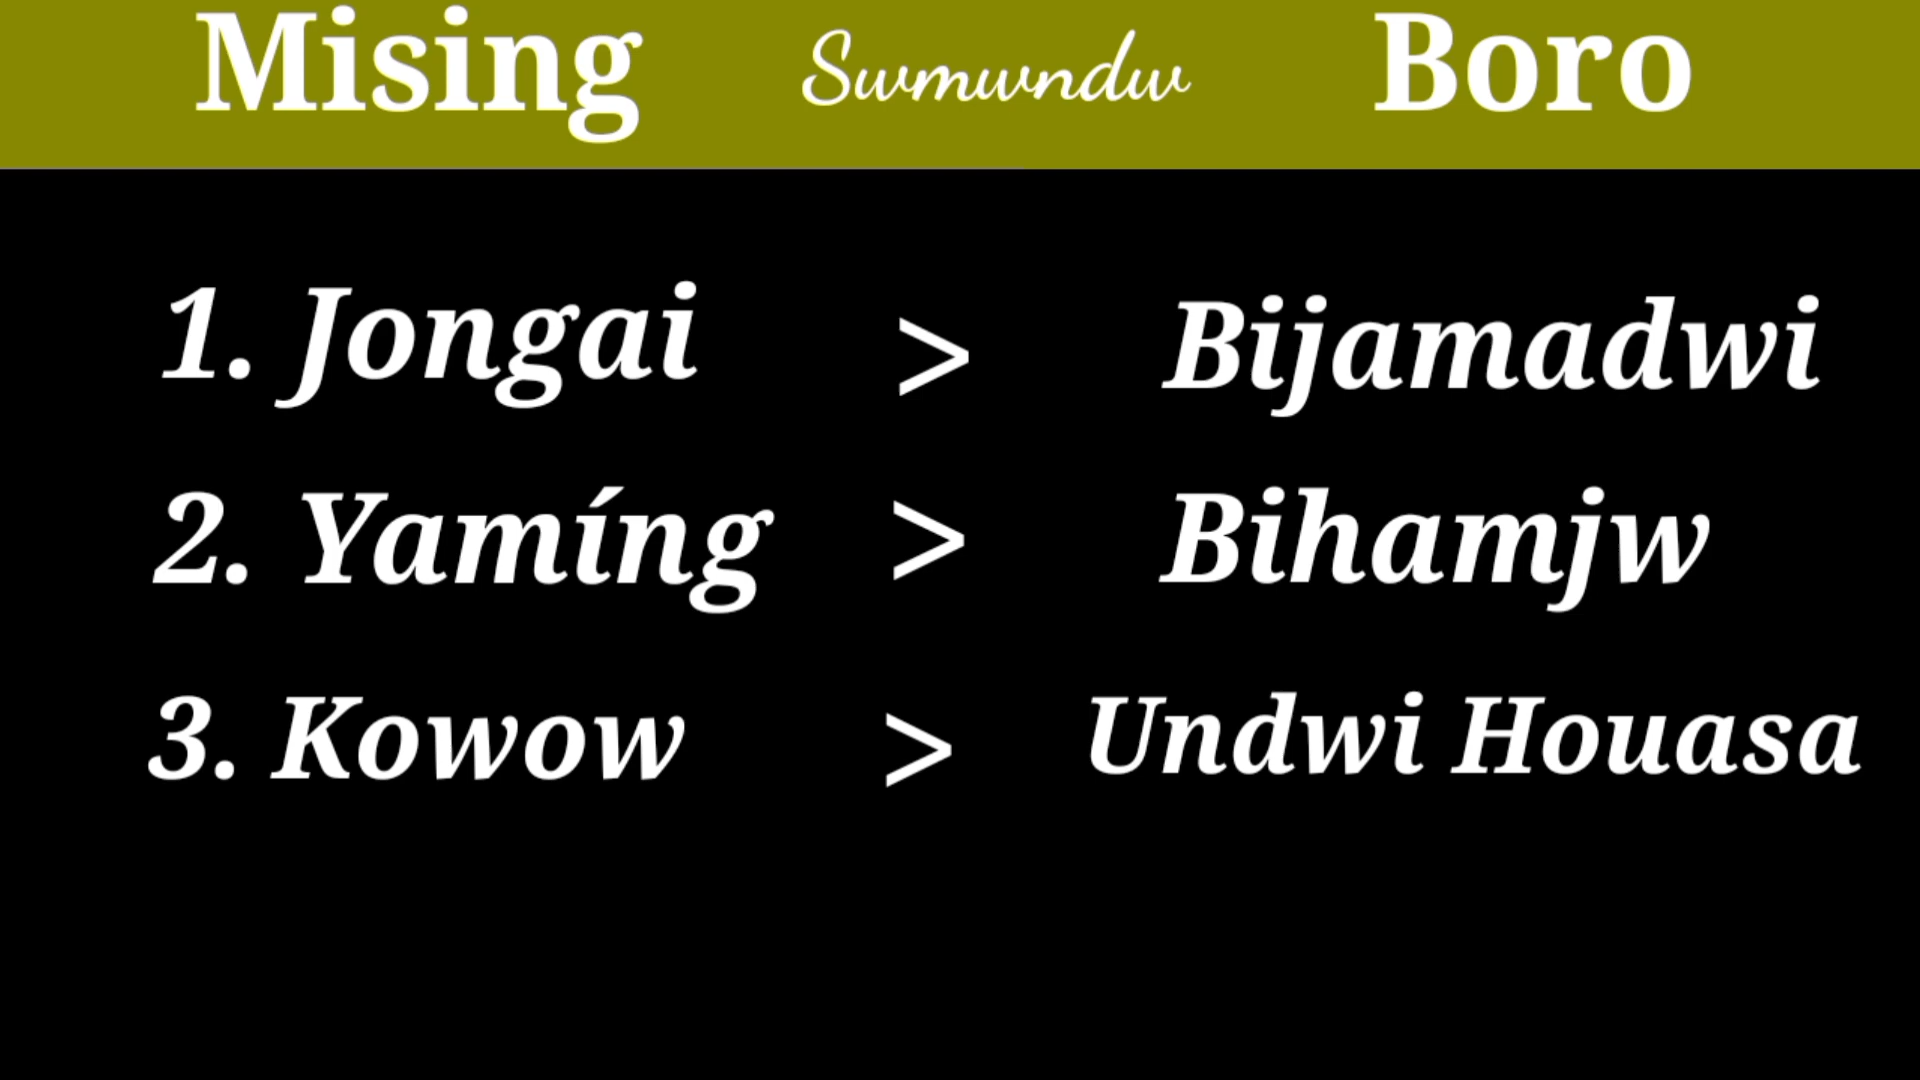 Mising Swmwndw Boro
1. Jongai > Bijamadwi
2. Yamíng > Bihamjw
3. Kowow > Undwi Houasa